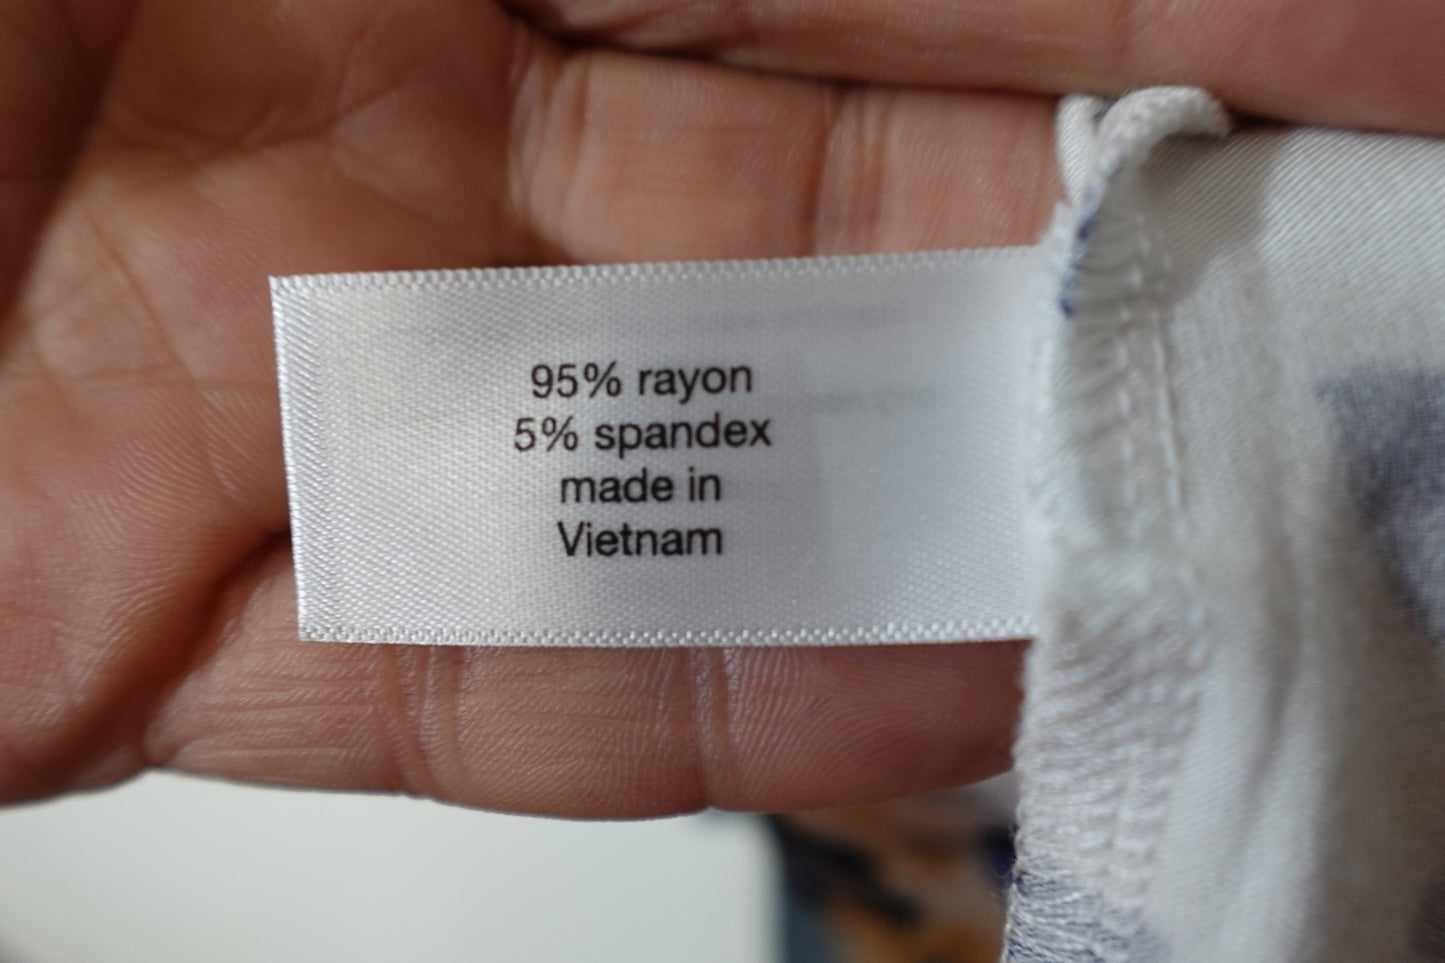 95% rayon
5% spandex
made in
Vietnam